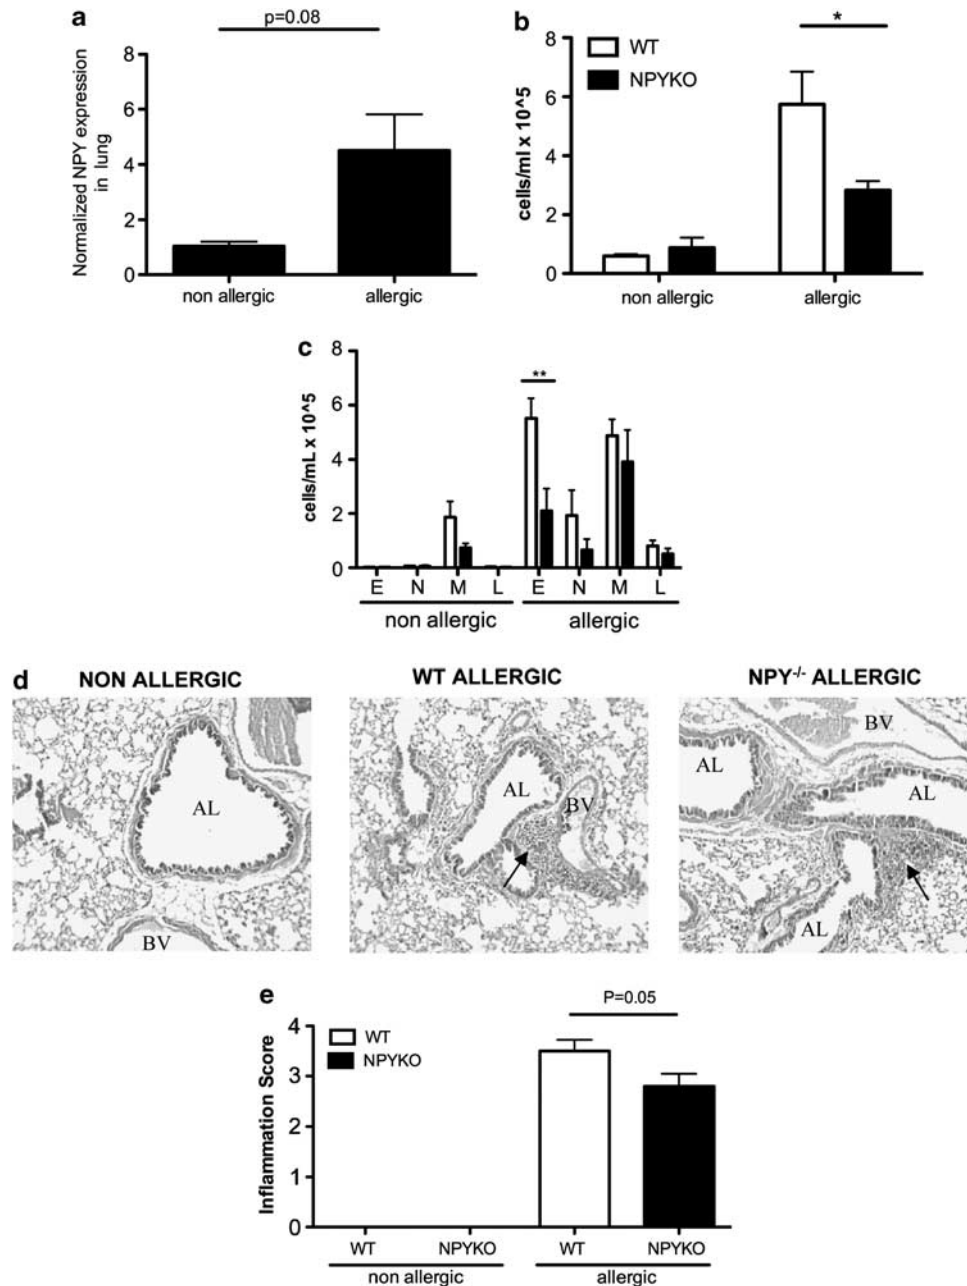 a
p=0.08
Normalized NPY expression
in lung
8
6
4
2
0
non allergic
allergic
b
*
WT
NPYKO
cells/ml x 10^5
8
6
4
2
0
non allergic
allergic
c
**
cells/mL x 10^5
8
6
4
2
0
E N M L E N M L
non allergic
allergic
d
NON ALLERGIC
WT ALLERGIC
NPY-/- ALLERGIC
AL
BV
AL
BV
BV
AL
AL
AL
e
P=0.05
WT
NPYKO
Inflammation Score
4
3
2
1
0
WT NPYKO WT NPYKO
non allergic
allergic